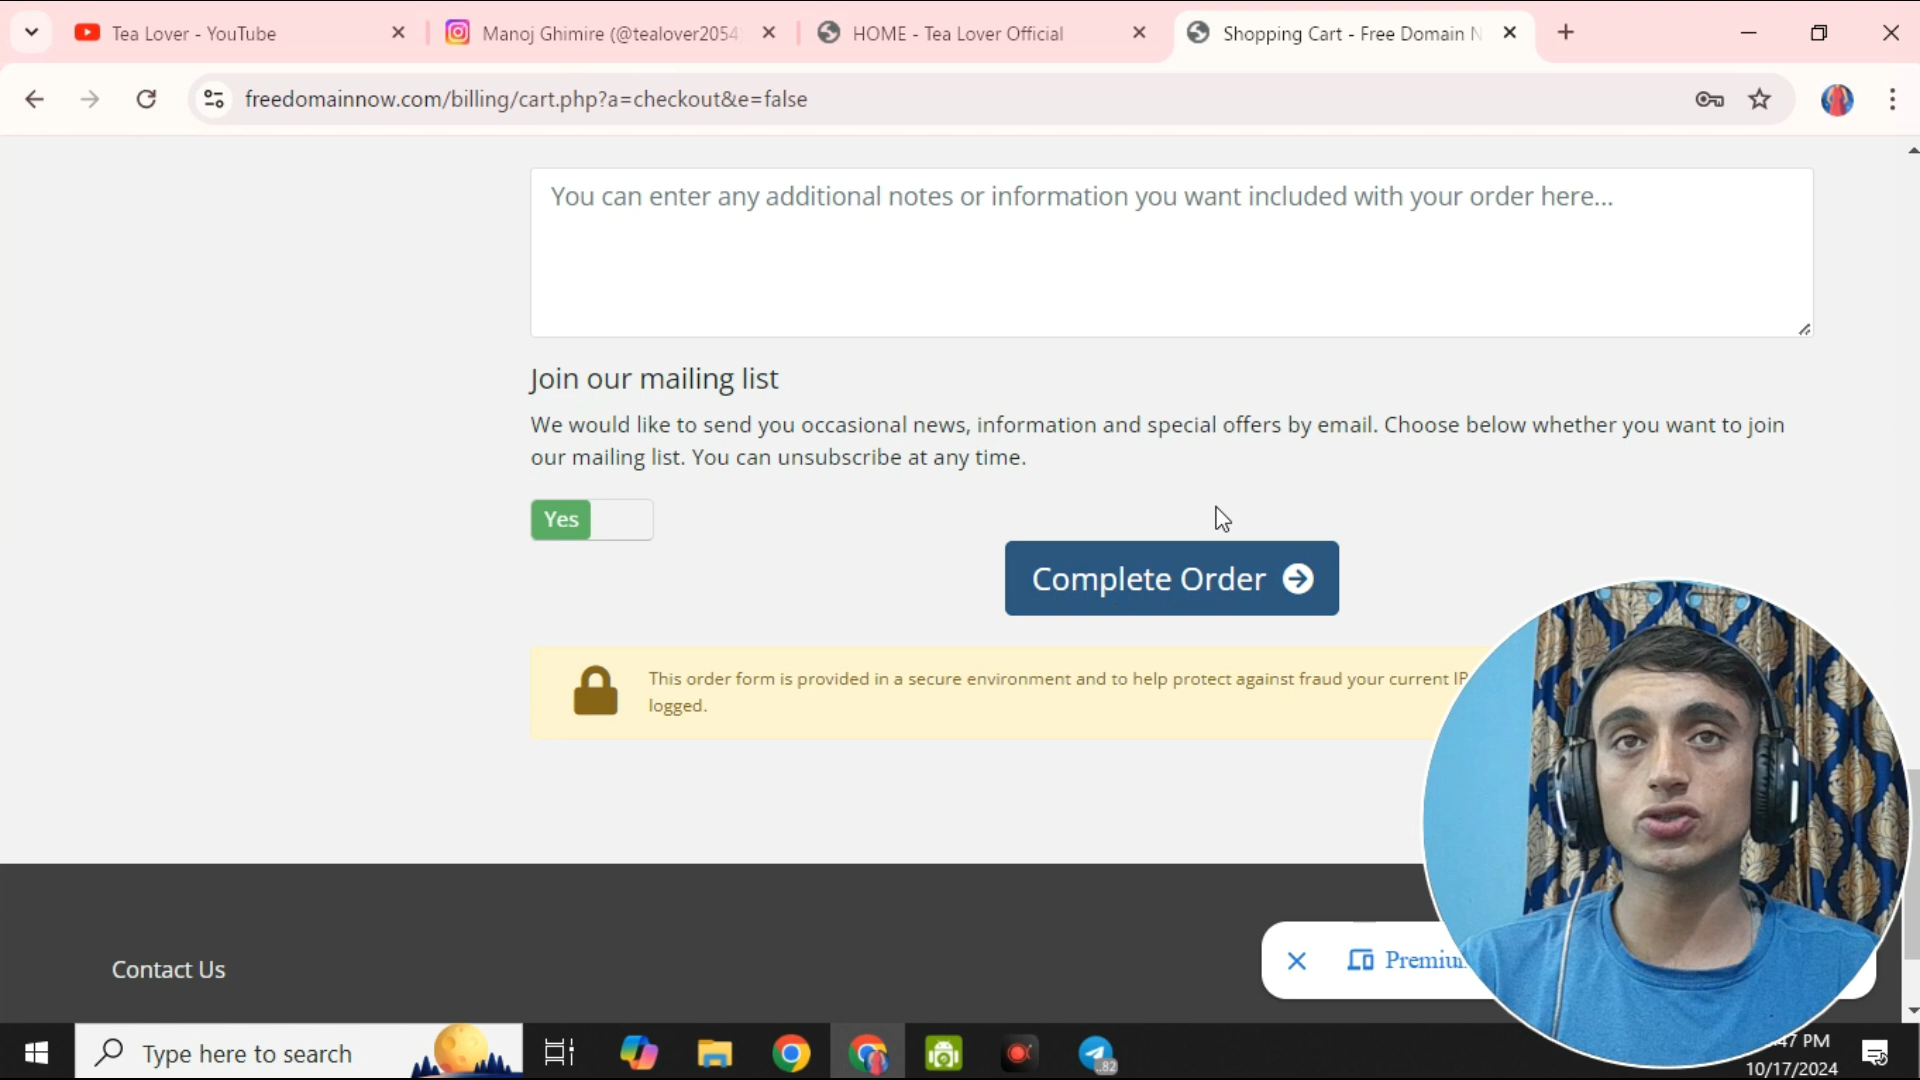 Tea Lover - YouTube
Manoj Ghimire (@tealover2054
HOME - Tea Lover Official
Shopping Cart - Free Domain N
freedomainnow.com/billing/cart.php?a=checkout&e=false
You can enter any additional notes or information you want included with your order here...
Join our mailing list
We would like to send you occasional news, information and special offers by email. Choose below whether you want to join
our mailing list. You can unsubscribe at any time.
Yes
Complete Order
This order form is provided in a secure environment and to help protect against fraud your current IP
logged.
Contact Us
Premium
Type here to search
82
47 PM
10/17/2024